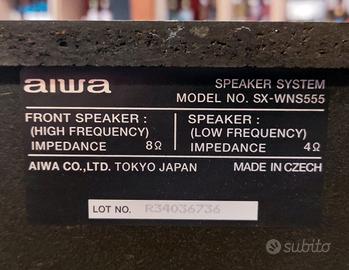 aiwa
SPEAKER SYSTEM
MODEL NO. SX-WNS555
FRONT SPEAKER :
(HIGH FREQUENCY)
IMPEDANCE 8Ω
SPEAKER :
(LOW FREQUENCY)
IMPEDANCE 4Ω
AIWA CO.,LTD. TOKYO JAPAN
MADE IN CZECH
LOT NO. R34036736
subito